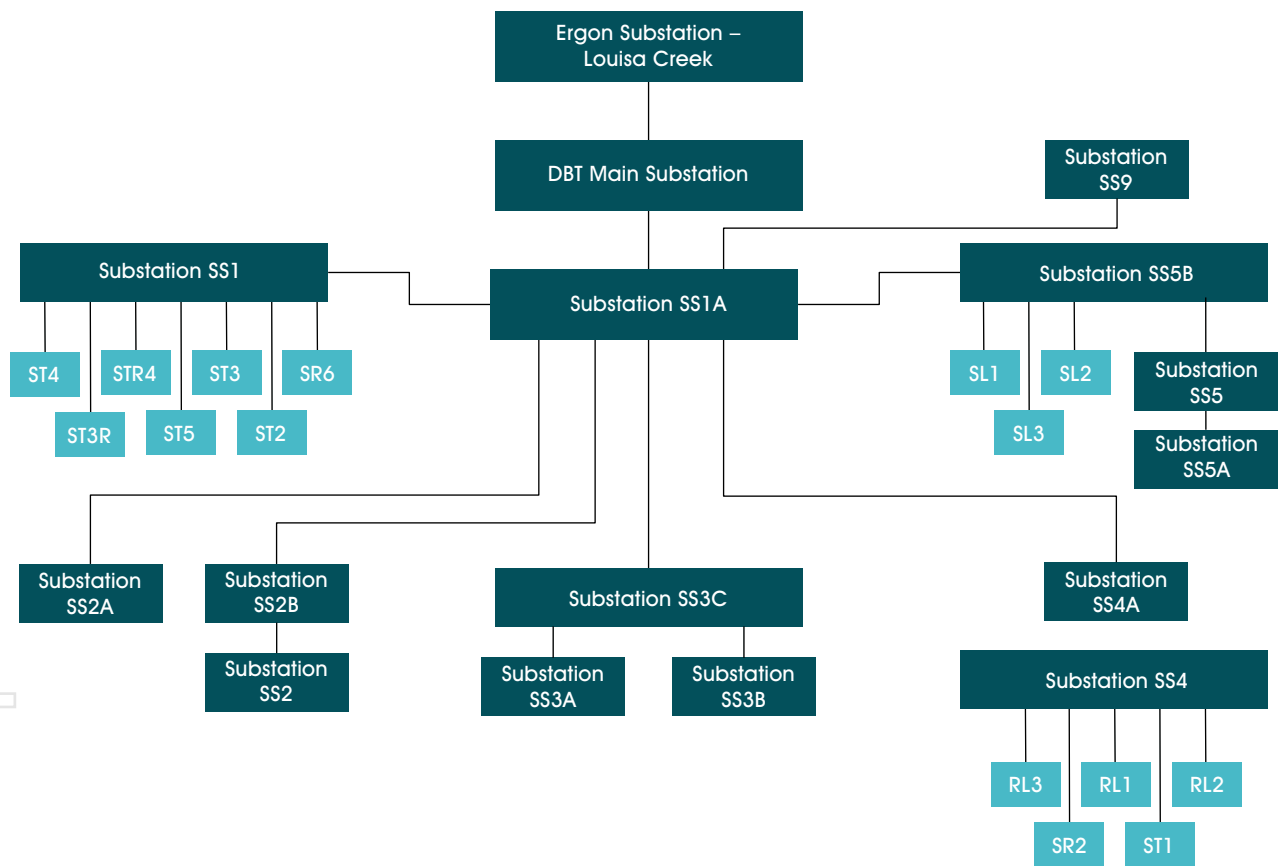 Ergon Substation –
Louisa Creek
DBT Main Substation
Substation
SS9
Substation SS1
Substation SS1A
Substation SS5B
ST4
STR4
ST3
SR6
ST3R
ST5
ST2
SL1
SL2
SL3
Substation
SS5
Substation
SS5A
Substation
SS2A
Substation
SS2B
Substation
SS2
Substation SS3C
Substation
SS3A
Substation
SS3B
Substation
SS4A
Substation SS4
RL3
RL1
RL2
SR2
ST1